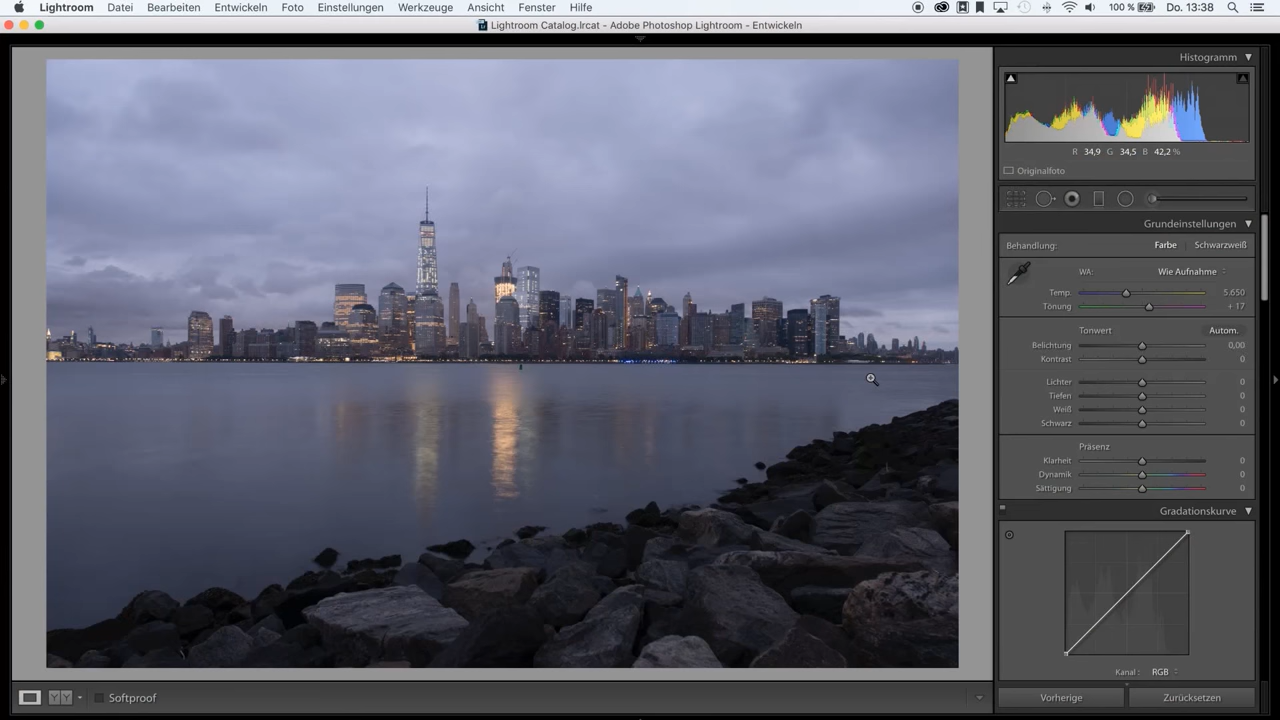 Lightroom Datei Bearbeiten Entwickeln Foto Einstellungen Werkzeuge Ansicht Fenster Hilfe 100 % Do. 13:38
Lightroom Catalog.lrcat - Adobe Photoshop Lightroom - Entwickeln
Histogramm
R 34,9 G 34,5 B 42,2 %
Originalfoto
Grundeinstellungen
Behandlung: Farbe Schwarzweiß
WA: Wie Aufnahme
Temp. 5.650
Tönung + 17
Tonwert Autom.
Belichtung 0,00
Kontrast 0
Lichter 0
Tiefen 0
Weiß 0
Schwarz 0
Präsenz
Klarheit 0
Dynamik 0
Sättigung 0
Gradationskurve
Kanal : RGB
YY Softproof Vorherige Zurücksetzen